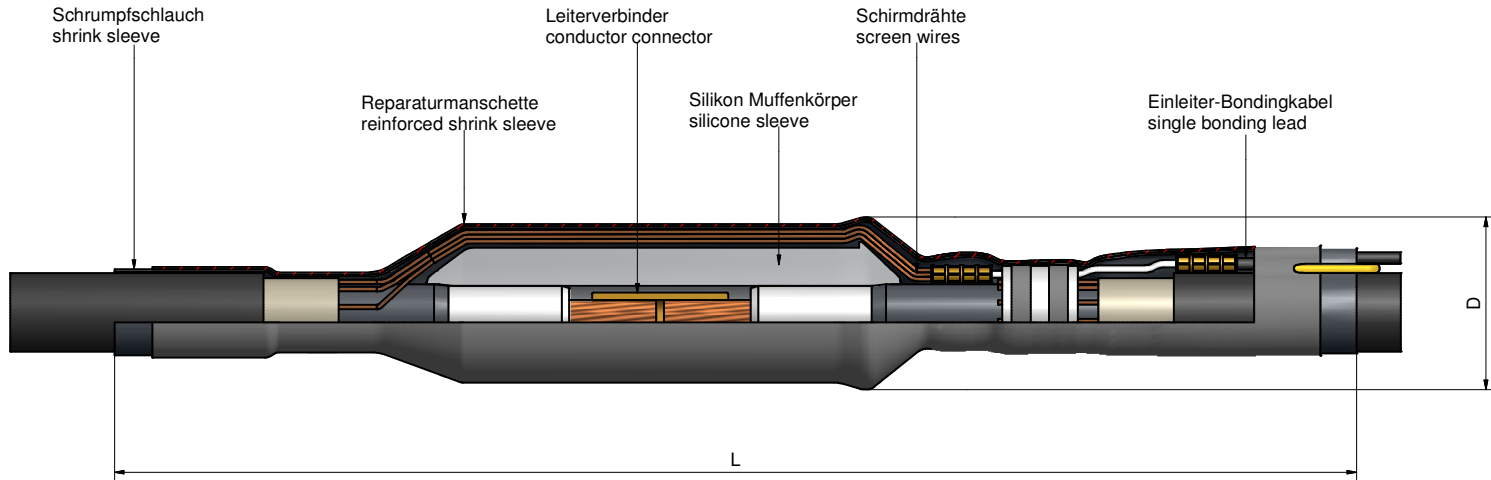 Schrumpfschlauch
shrink sleeve
Leiterverbinder
conductor connector
Schirmdrähte
screen wires
Reparaturmanschette
reinforced shrink sleeve
Silikon Muffenkörper
silicone sleeve
Einleiter-Bondingkabel
single bonding lead
D
L